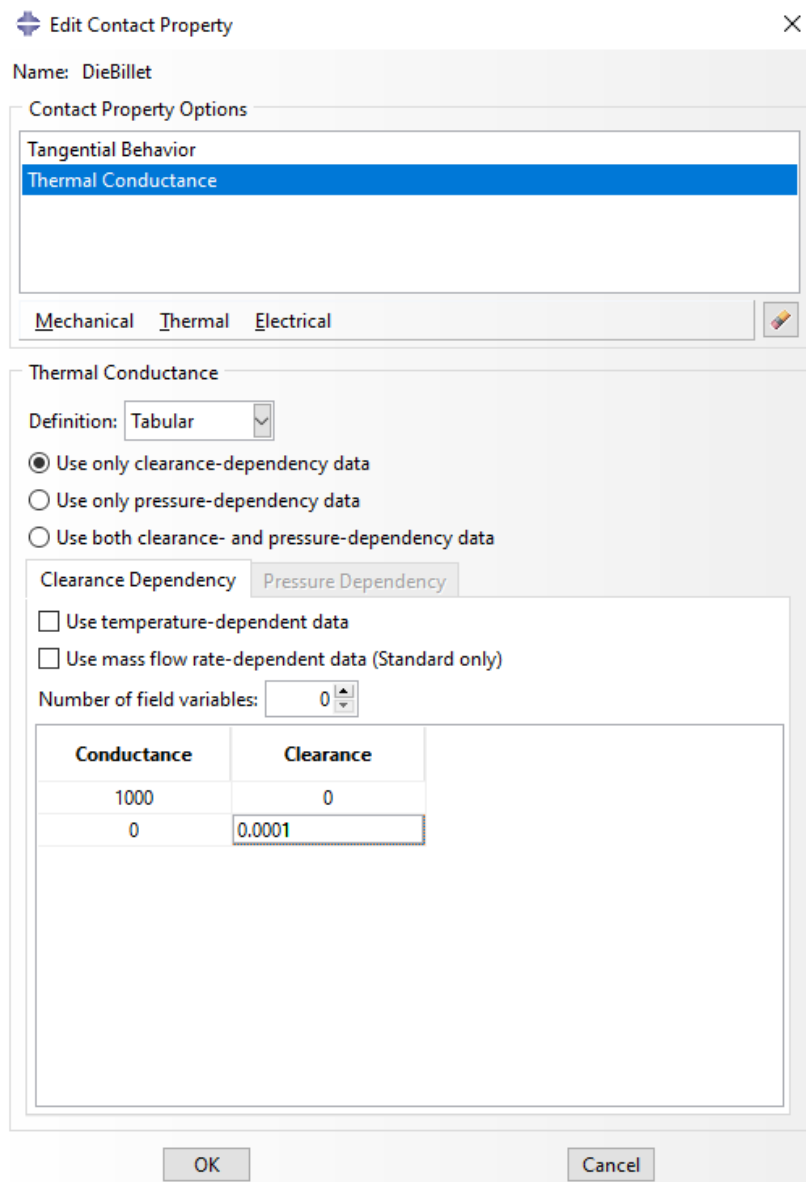 Edit Contact Property
Name: DieBillet
Contact Property Options
Tangential Behavior
Thermal Conductance
Mechanical Thermal Electrical
Thermal Conductance
Definition: Tabular
Use only clearance-dependency data
Use only pressure-dependency data
Use both clearance- and pressure-dependency data
Clearance Dependency Pressure Dependency
Use temperature-dependent data
Use mass flow rate-dependent data (Standard only)
Number of field variables: 0
Conductance Clearance
1000 0
0 0.0001
OK Cancel